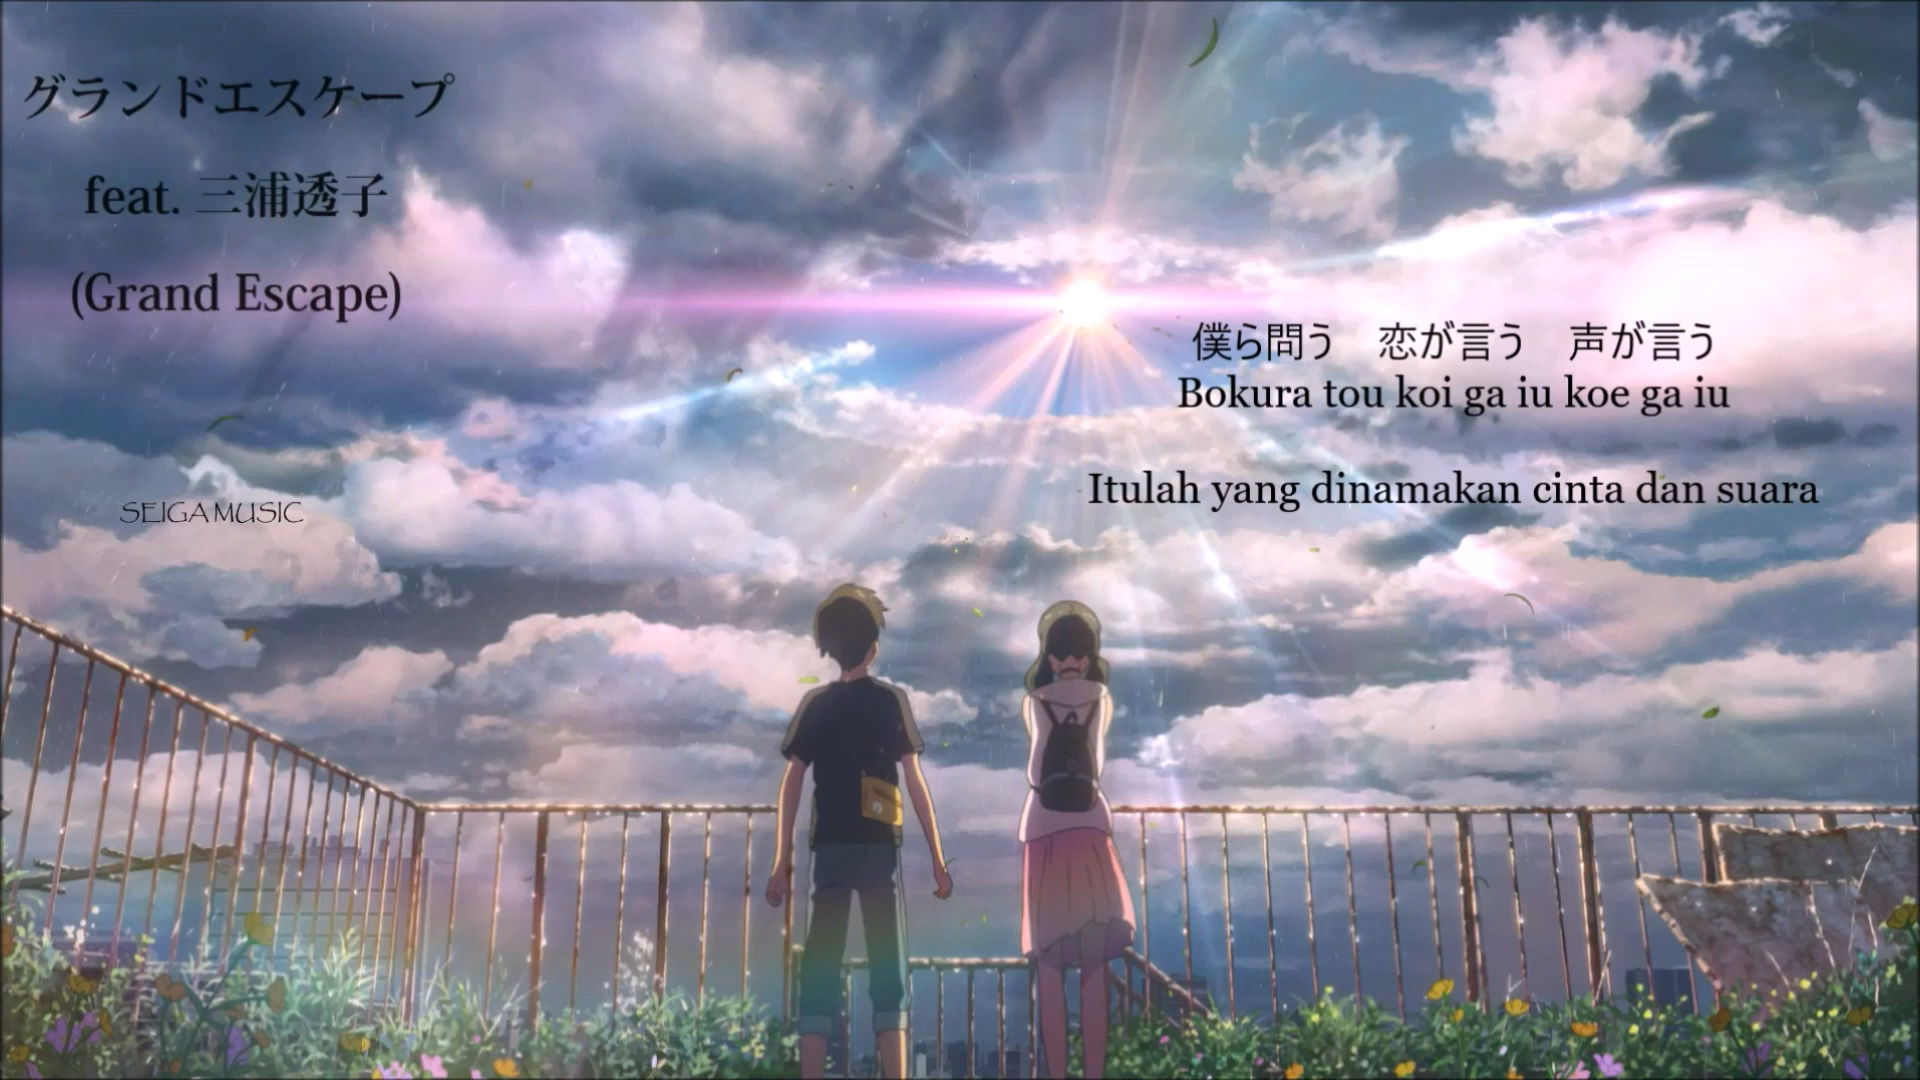 グランドエスケープ
feat. 三浦透子
(Grand Escape)
僕ら問う　恋が言う　声が言う
Bokura tou koi ga iu koe ga iu
Itulah yang dinamakan cinta dan suara
SEIGAMUSIC